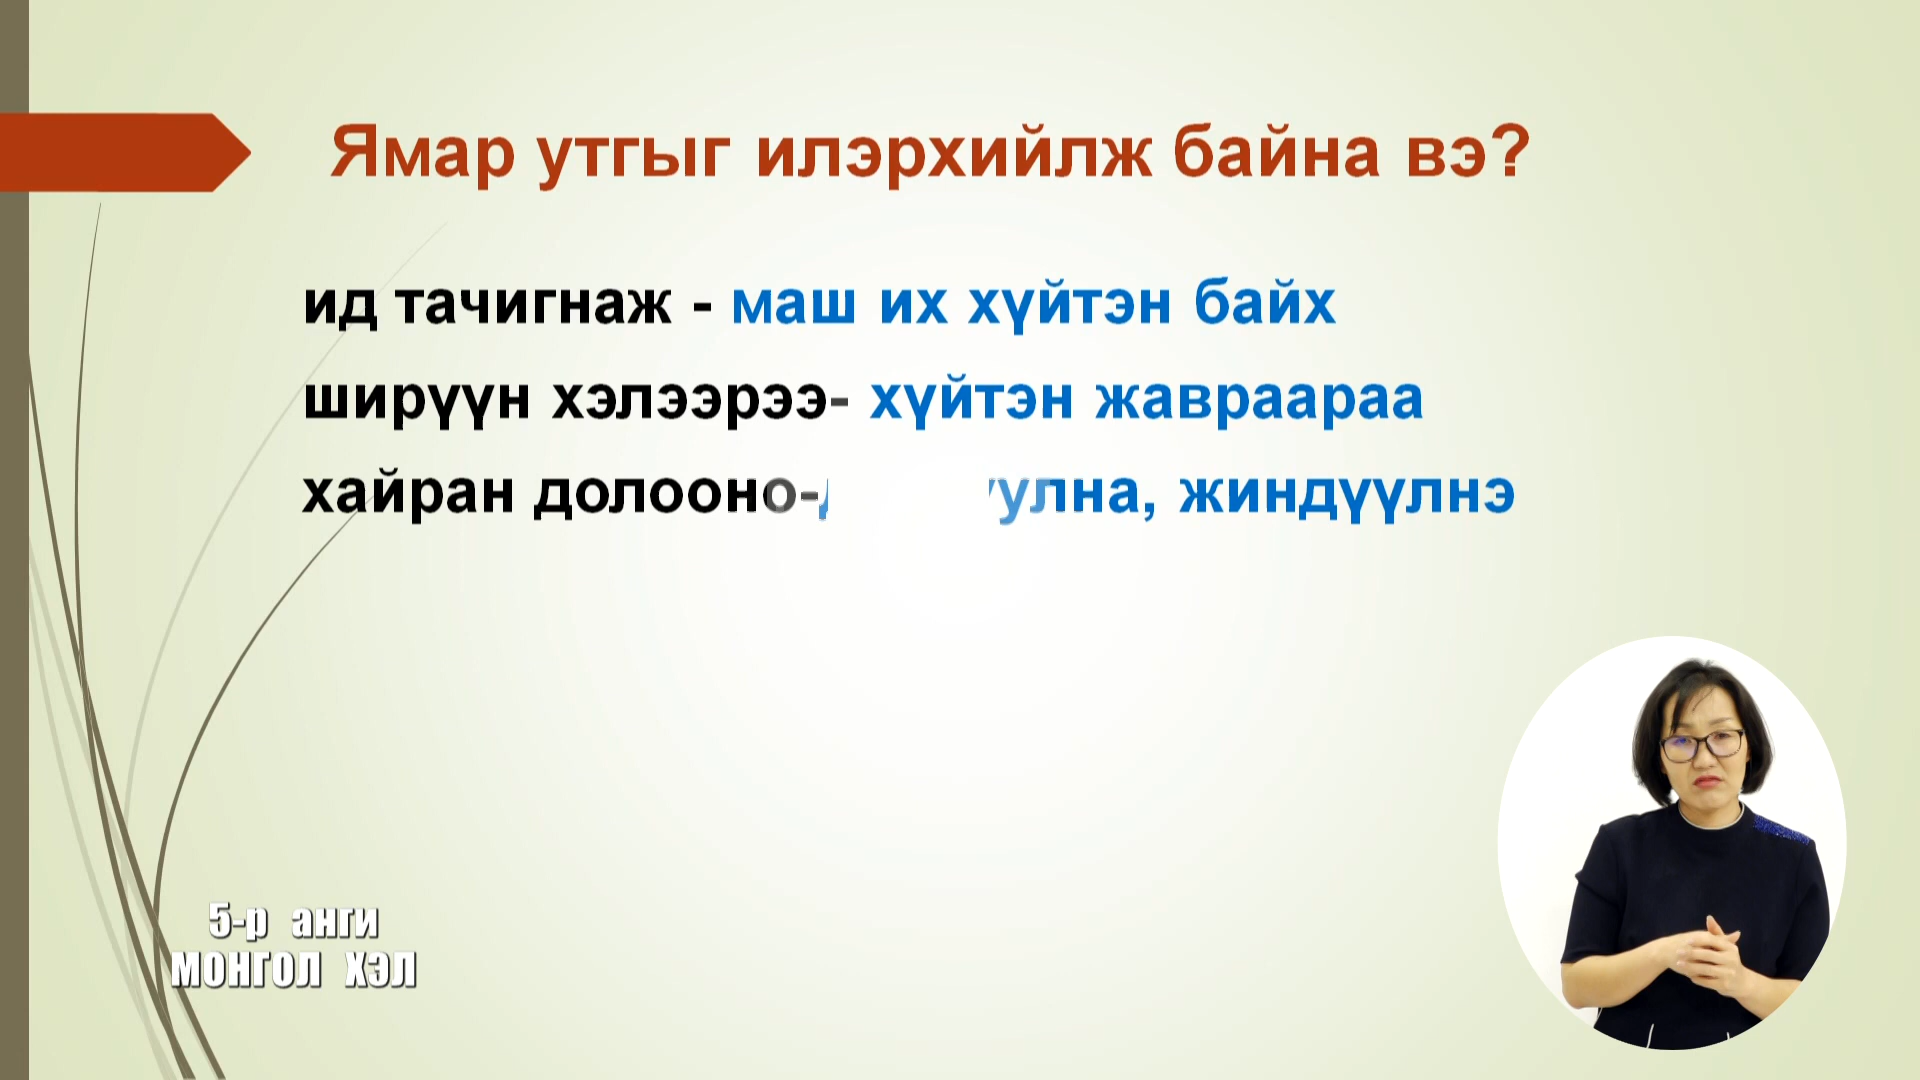 Ямар утгыг илэрхийлж байна вэ?
ид тачигнаж - маш их хүйтэн байх
ширүүн хэлээрээ- хүйтэн жавраараа
хайран долооно- жиндүүлнэ
5-р анги
МОНГОЛ ХЭЛ